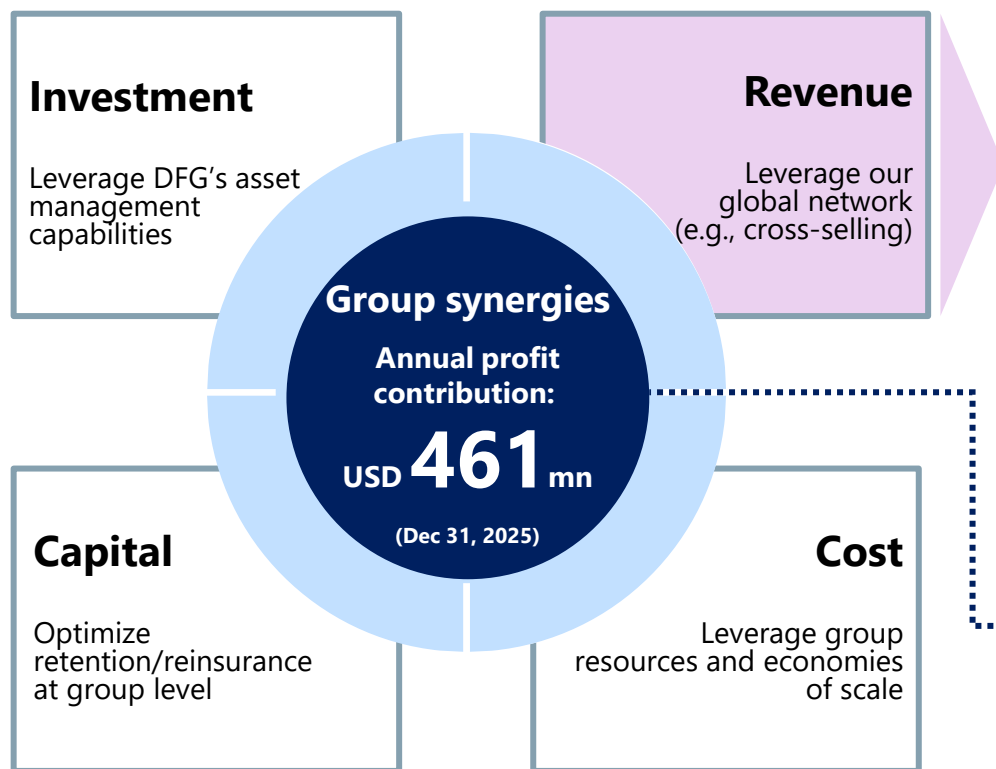 Investment
Leverage DFG's asset
management
capabilities
Revenue
Leverage our
global network
(e.g., cross-selling)
Group synergies
Annual profit
contribution:
USD 461 mn
(Dec 31, 2025)
Capital
Optimize
retention/reinsurance
at group level
Cost
Leverage group
resources and economies
of scale